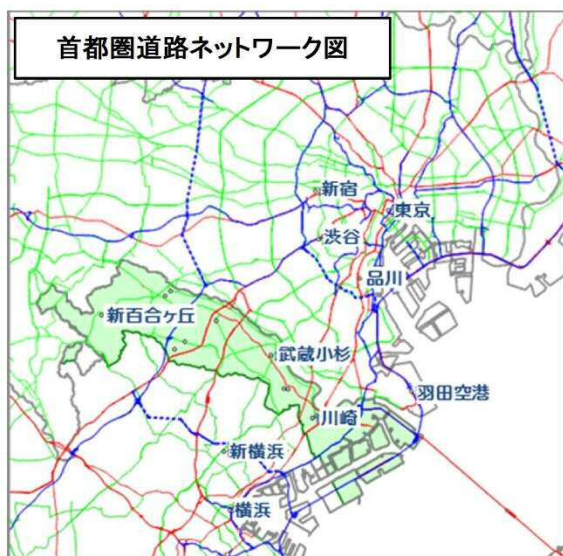 首都圏道路ネットワーク図
新宿
東京
渋谷
品川
新百合ヶ丘
武蔵小杉
羽田空港
川崎
新横浜
横浜